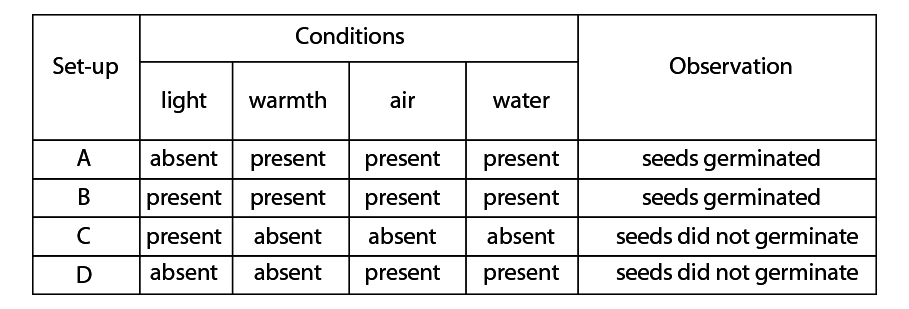 Set-up Conditions Observation
light warmth air water
A absent present present present seeds germinated
B present present present present seeds germinated
C present absent absent absent seeds did not germinate
D absent absent present present seeds did not germinate